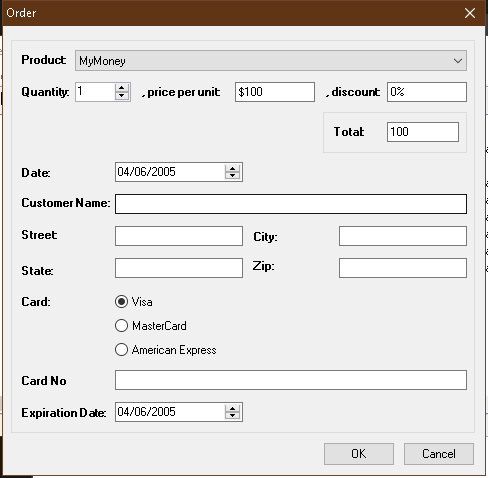 Order
Product: MyMoney
Quantity: 1 , price per unit: $100 , discount: 0%
Total: 100
Date: 04/06/2005
Customer Name:
Street: City:
State: Zip:
Card: Visa
MasterCard
American Express
Card No
Expiration Date: 04/06/2005
OK Cancel